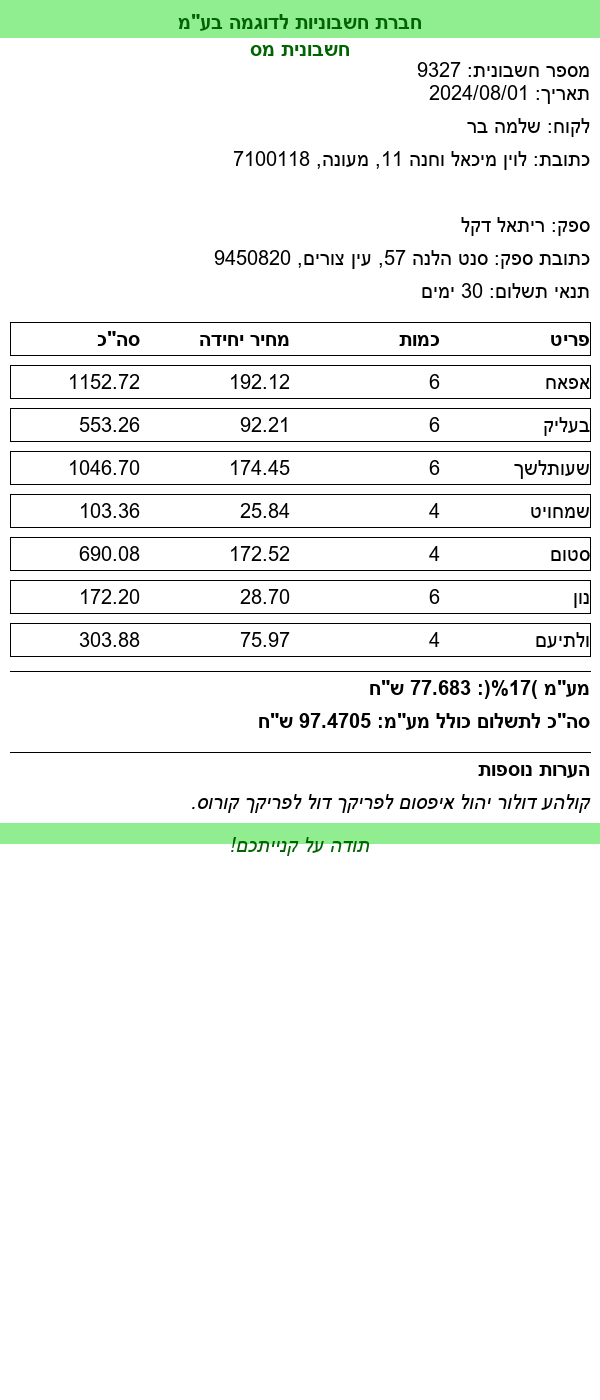 חברת חשבוניות לדוגמה בע"מ
חשבונית מס
מספר חשבונית: 9327
תאריך: 2024/08/01
לקוח: שלמה בר
כתובת: לוין מיכאל וחנה 11, מעונה, 7100118
ספק: ריתאל דקל
כתובת ספק: סנט הלנה 57, עין צורים, 9450820
תנאי תשלום: 30 ימים
פריט כמות מחיר יחידה סה"כ
אפאח 6 192.12 1152.72
בעליק 6 92.21 553.26
שעותלשך 6 174.45 1046.70
שמחויט 4 25.84 103.36
סטום 4 172.52 690.08
נון 6 28.70 172.20
ולתיעם 4 75.97 303.88
מע"מ )17%(: 77.683 ש"ח
סה"כ לתשלום כולל מע"מ: 97.4705 ש"ח
הערות נוספות
קולהע דולור יהול איפסום לפריקך דול לפריקך קורוס.
תודה על קנייתכם!